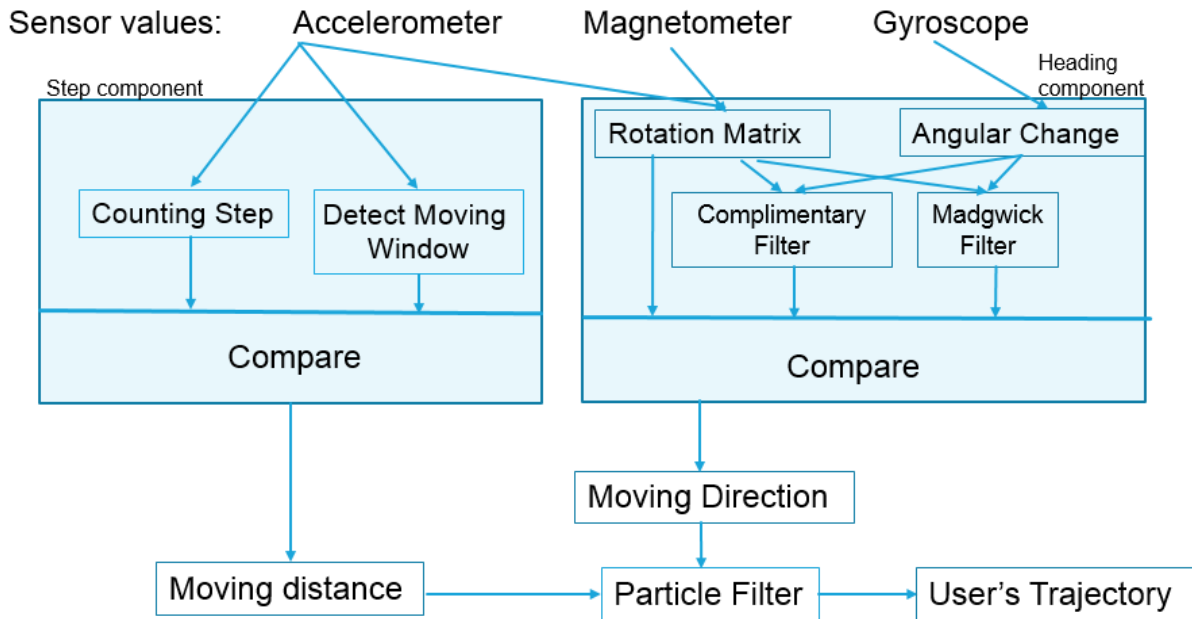 Sensor values: Accelerometer Magnetometer Gyroscope
Step component
Heading
component
Rotation Matrix
Angular Change
Counting Step
Detect Moving
Window
Complimentary
Filter
Madgwick
Filter
Compare
Compare
Moving Direction
Moving distance
Particle Filter
User's Trajectory